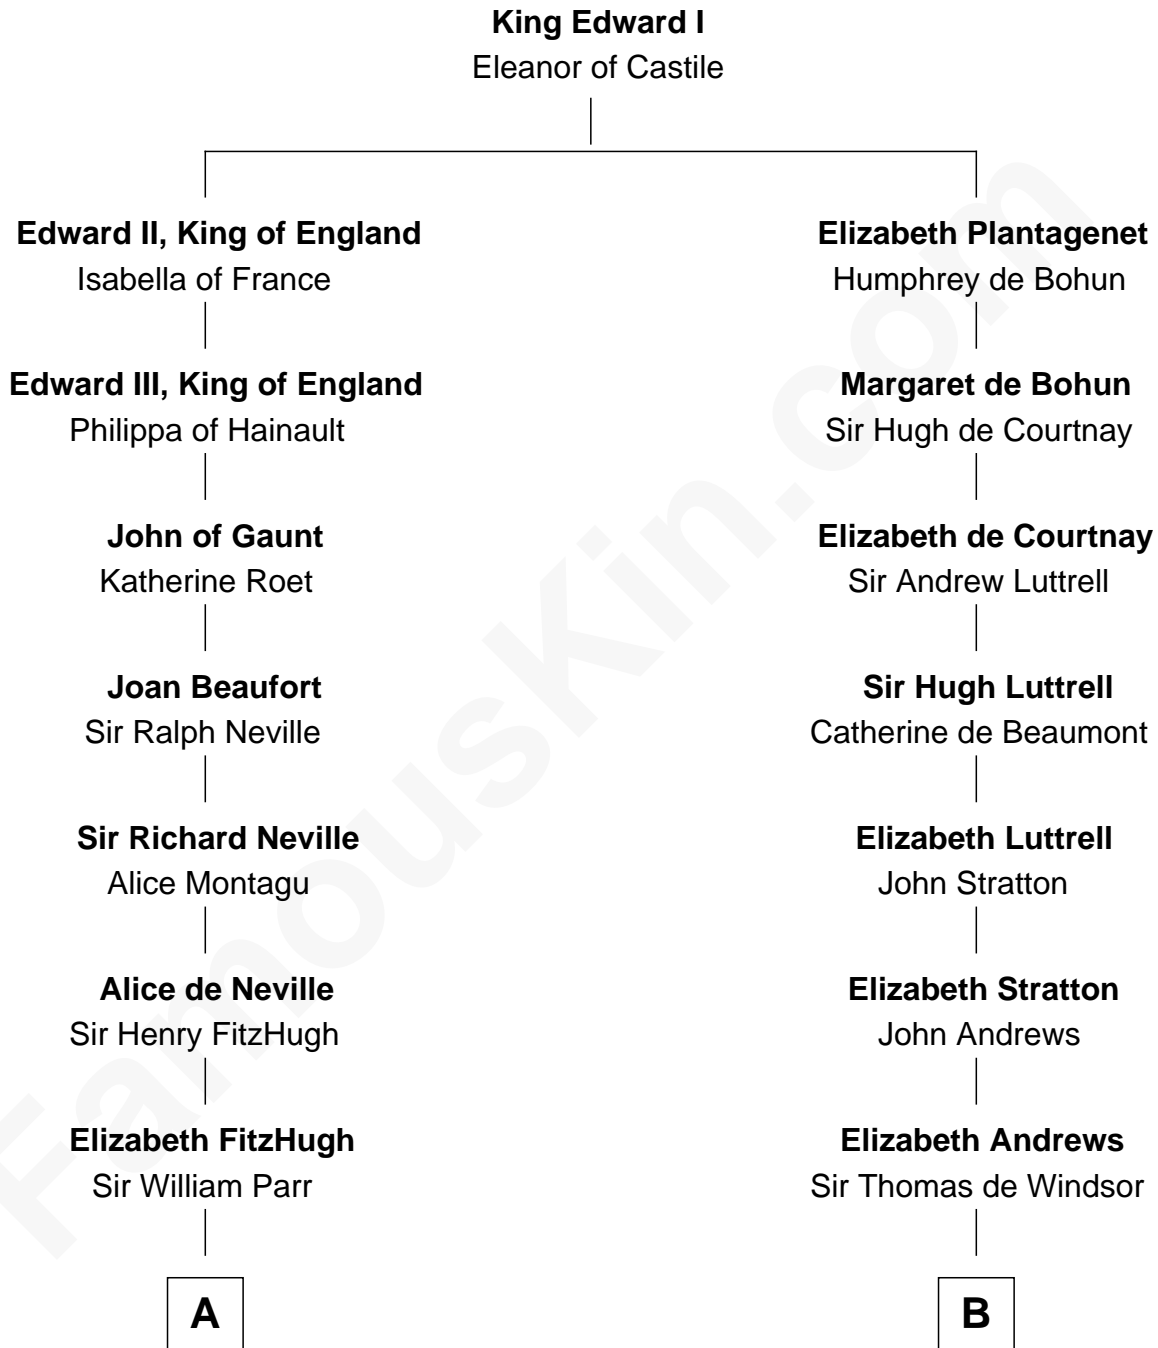 King Edward I
Eleanor of Castile
Edward II, King of England
Isabella of France
Edward III, King of England
Philippa of Hainault
John of Gaunt
Katherine Roet
Joan Beaufort
Sir Ralph Neville
Sir Richard Neville
Alice Montagu
Alice de Neville
Sir Henry FitzHugh
Elizabeth FitzHugh
Sir William Parr
A
Elizabeth Plantagenet
Humphrey de Bohun
Margaret de Bohun
Sir Hugh de Courtnay
Elizabeth de Courtnay
Sir Andrew Luttrell
Sir Hugh Luttrell
Catherine de Beaumont
Elizabeth Luttrell
John Stratton
Elizabeth Stratton
John Andrews
Elizabeth Andrews
Sir Thomas de Windsor
B
FamousKin.com